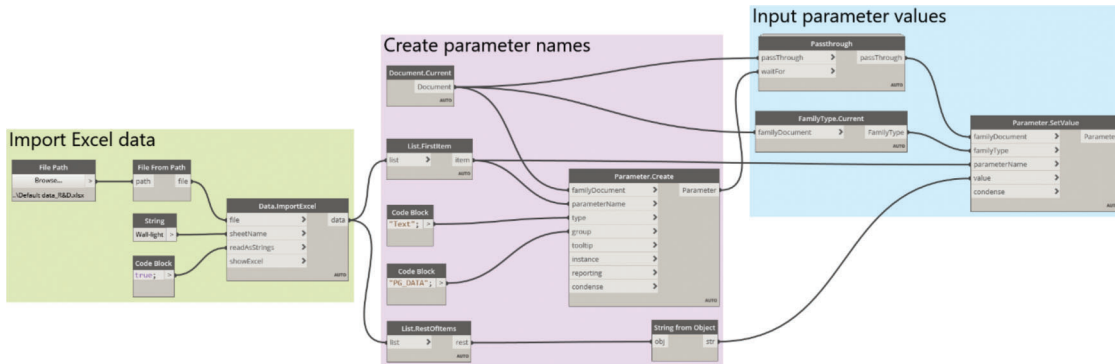 Import Excel data
File Path
Browse... >
.\Default data_R&D.xlsx
File From Path
path file
AUTO
String
Wall-light >
Code Block
true; >
Data.ImportExcel
file > data
sheetName >
readAsStrings >
showExcel >
AUTO
Create parameter names
Document.Current
Document
AUTO
List.FirstItem
list > item
AUTO
Code Block
"Text"; >
Code Block
"PG_DATA"; >
List.RestOfItems
list > rest
AUTO
Parameter.Create
familyDocument > Parameter
parameterName >
type >
group >
tooltip >
instance >
reporting >
condense >
AUTO
String from Object
obj str
AUTO
Input parameter values
Passthrough
passThrough > passThrough
waitFor >
AUTO
FamilyType.Current
familyDocument > FamilyType
AUTO
Parameter.SetValue
familyDocument > Paramete
familyType >
parameterName >
value >
condense >
AUTO